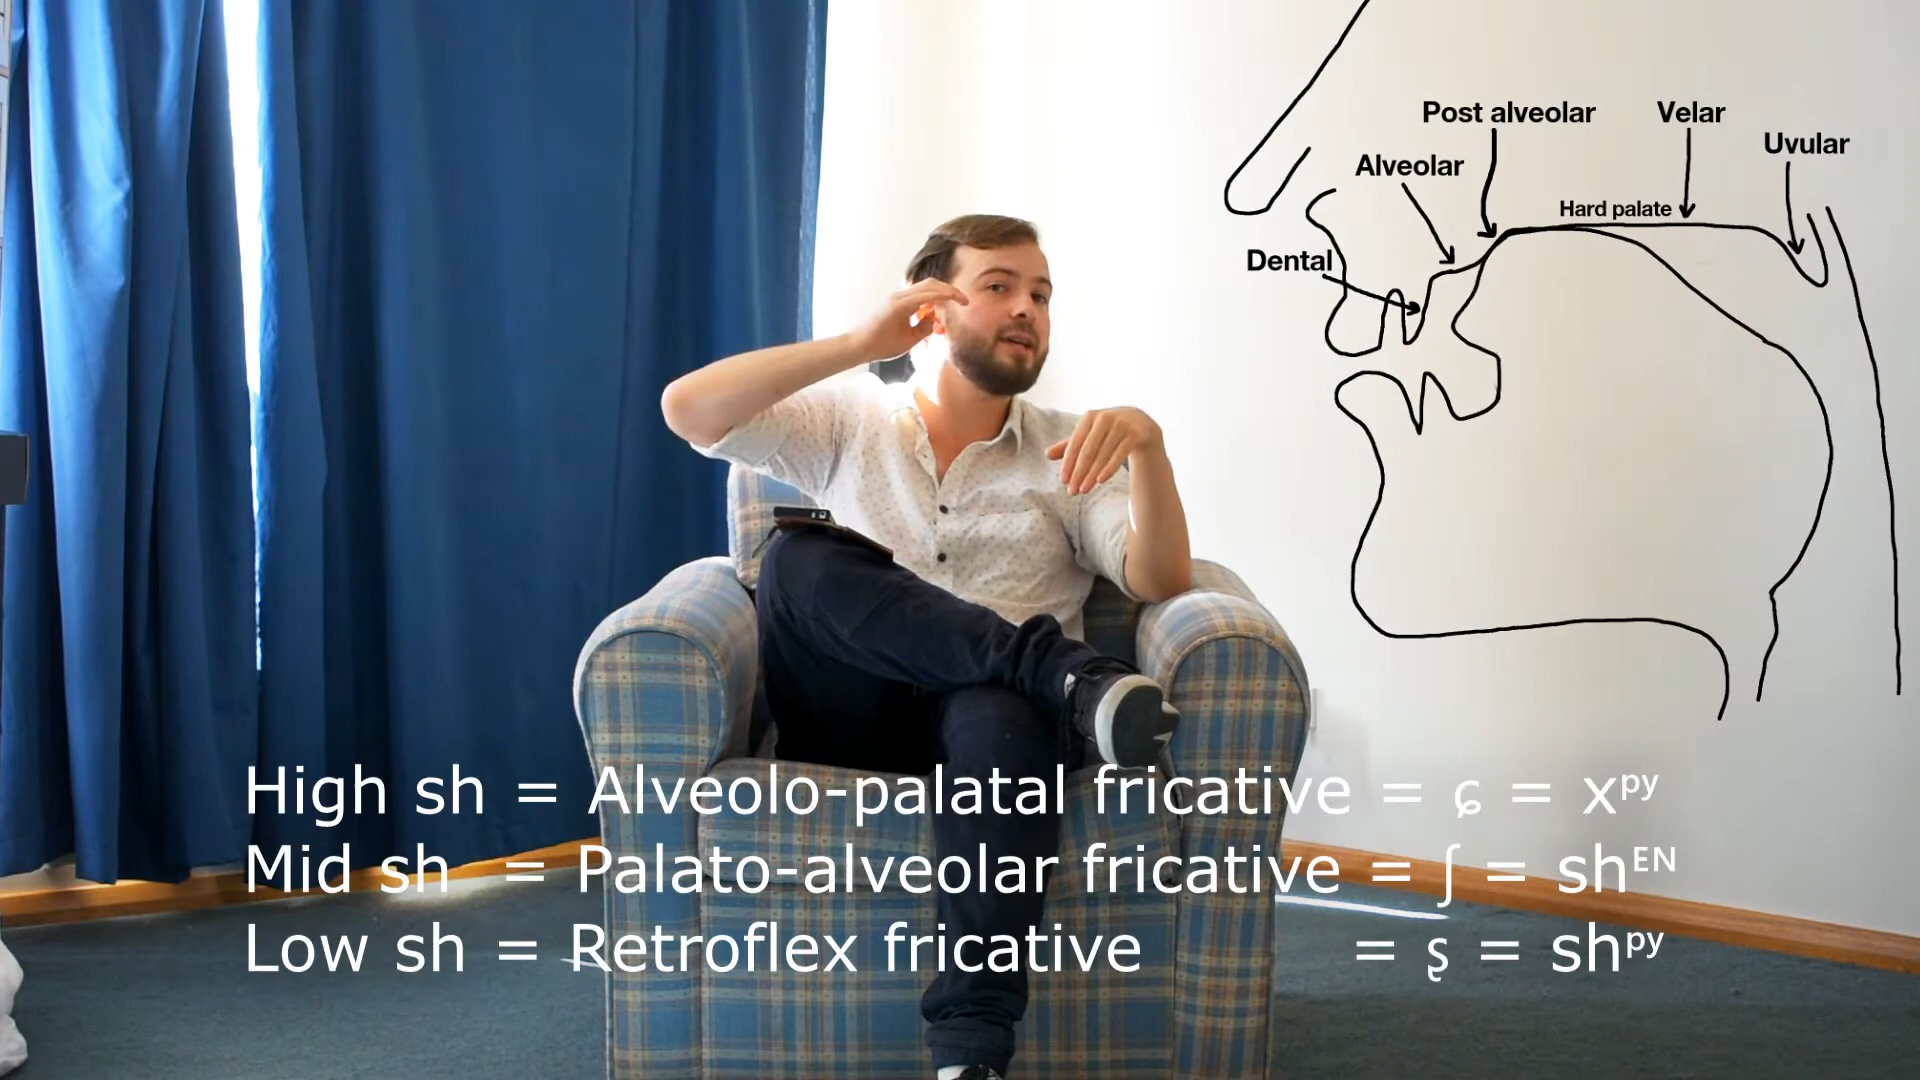 Post alveolar
Velar
Uvular
Alveolar
Hard palate
Dental
High sh = Alveolo-palatal fricative = ɕ = xᵖʸ
Mid sh = Palato-alveolar fricative = ʃ = shᴱᴺ
Low sh = Retroflex fricative = ʂ = shᵖʸ